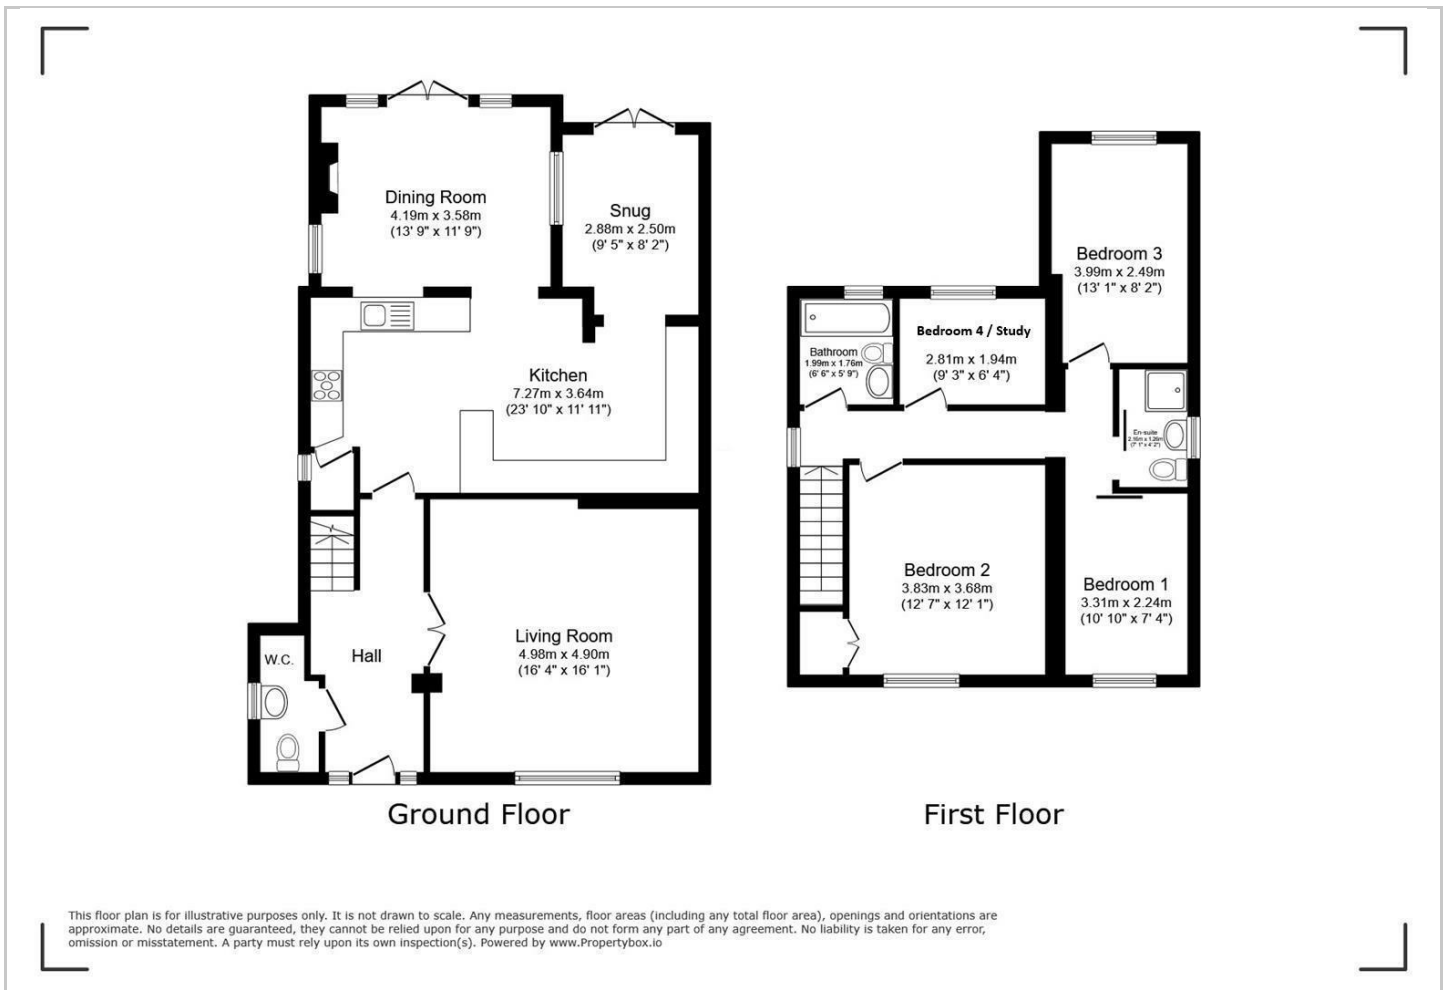 Dining Room
4.19m x 3.58m
(13' 9" x 11' 9")
Snug
2.88m x 2.50m
(9' 5" x 8' 2")
Kitchen
7.27m x 3.64m
(23' 10" x 11' 11")
Living Room
4.98m x 4.90m
(16' 4" x 16' 1")
Hall
W.C.
Ground Floor
Bedroom 3
3.99m x 2.49m
(13' 1" x 8' 2")
Bedroom 4 / Study
2.81m x 1.94m
(9' 3" x 6' 4")
Bathroom
1.99m x 1.76m
(6' 6" x 5' 9")
En-suite
2.16m x 1.26m
(7' 1" x 4' 2")
Bedroom 2
3.83m x 3.68m
(12' 7" x 12' 1")
Bedroom 1
3.31m x 2.24m
(10' 10" x 7' 4")
First Floor
This floor plan is for illustrative purposes only. It is not drawn to scale. Any measurements, floor areas (including any total floor area), openings and orientations are
approximate. No details are guaranteed, they cannot be relied upon for any purpose and do not form any part of any agreement. No liability is taken for any error,
omission or misstatement. A party must rely upon its own inspection(s). Powered by www.Propertybox.io